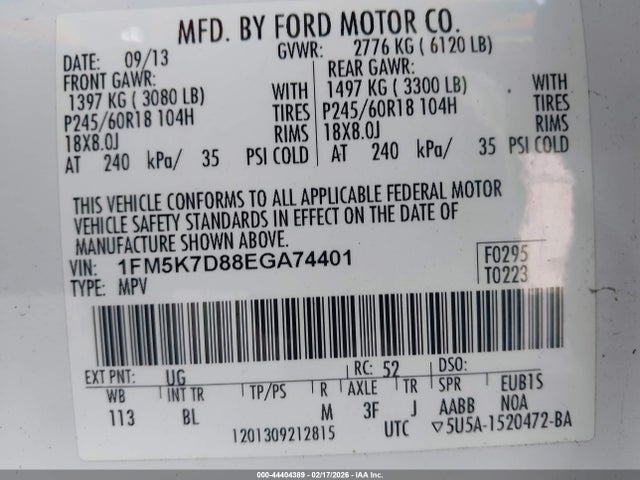 MFD. BY FORD MOTOR CO.
DATE: 09/13 GVWR: 2776 KG ( 6120 LB)
FRONT GAWR: REAR GAWR:
1397 KG ( 3080 LB) WITH 1497 KG ( 3300 LB) WITH
P245/60R18 104H TIRES P245/60R18 104H TIRES
18X8.0J RIMS 18X8.0J RIMS
AT 240 kPa/ 35 PSI COLD AT 240 kPa/ 35 PSI COLD
THIS VEHICLE CONFORMS TO ALL APPLICABLE FEDERAL MOTOR
VEHICLE SAFETY STANDARDS IN EFFECT ON THE DATE OF
MANUFACTURE SHOWN ABOVE.
VIN: 1FM5K7D88EGA74401 F0295
TYPE: MPV T0223
EXT PNT: UG RC: 52 DSO:
WB INT TR TP/PS R AXLE TR SPR EUB1S
113 BL M 3F J AABB N0A
1201309212815 UTC ▽5U5A-1520472-BA
000-44404389 - 02/17/2026 - IAA, Inc.